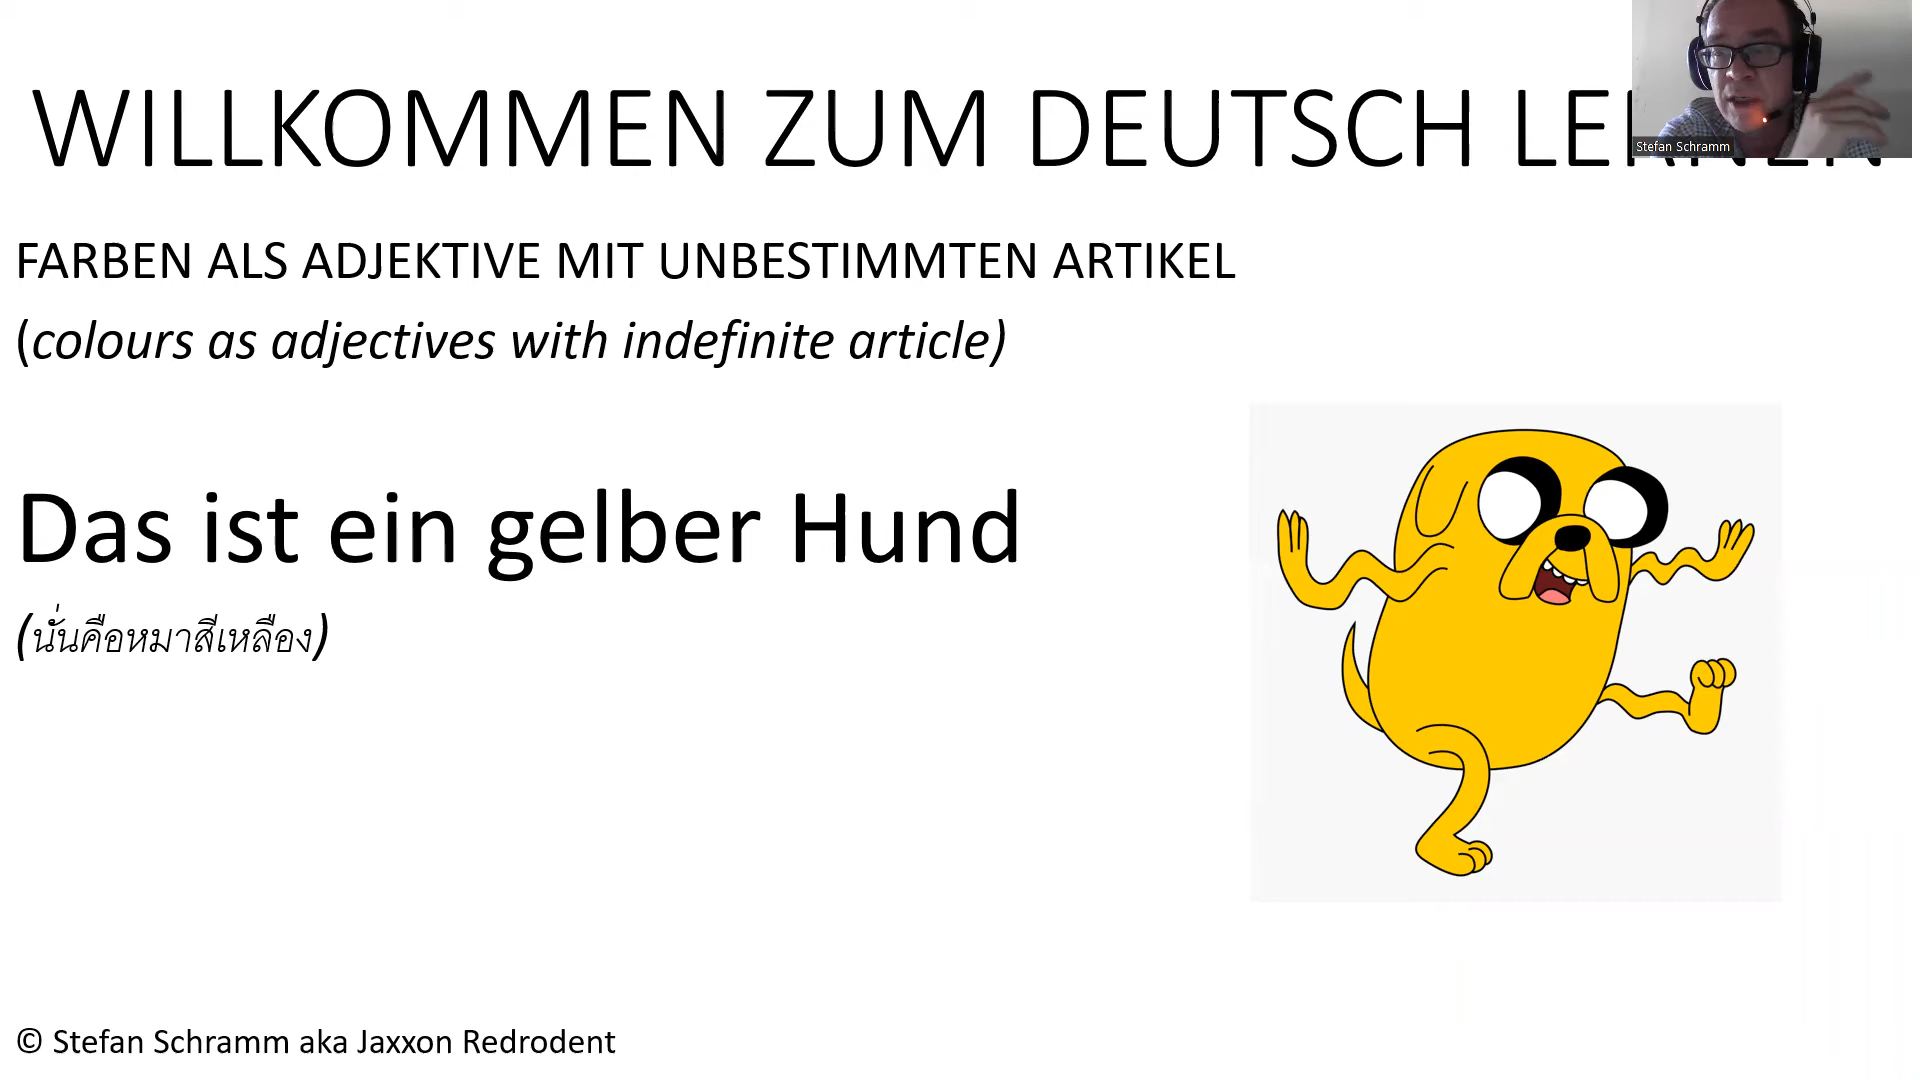 WILLKOMMEN ZUM DEUTSCH LERNEN
Stefan Schramm
FARBEN ALS ADJEKTIVE MIT UNBESTIMMTEN ARTIKEL
(colours as adjectives with indefinite article)
Das ist ein gelber Hund
(นั่นคือหมาสีเหลือง)
© Stefan Schramm aka Jaxxon Redrodent